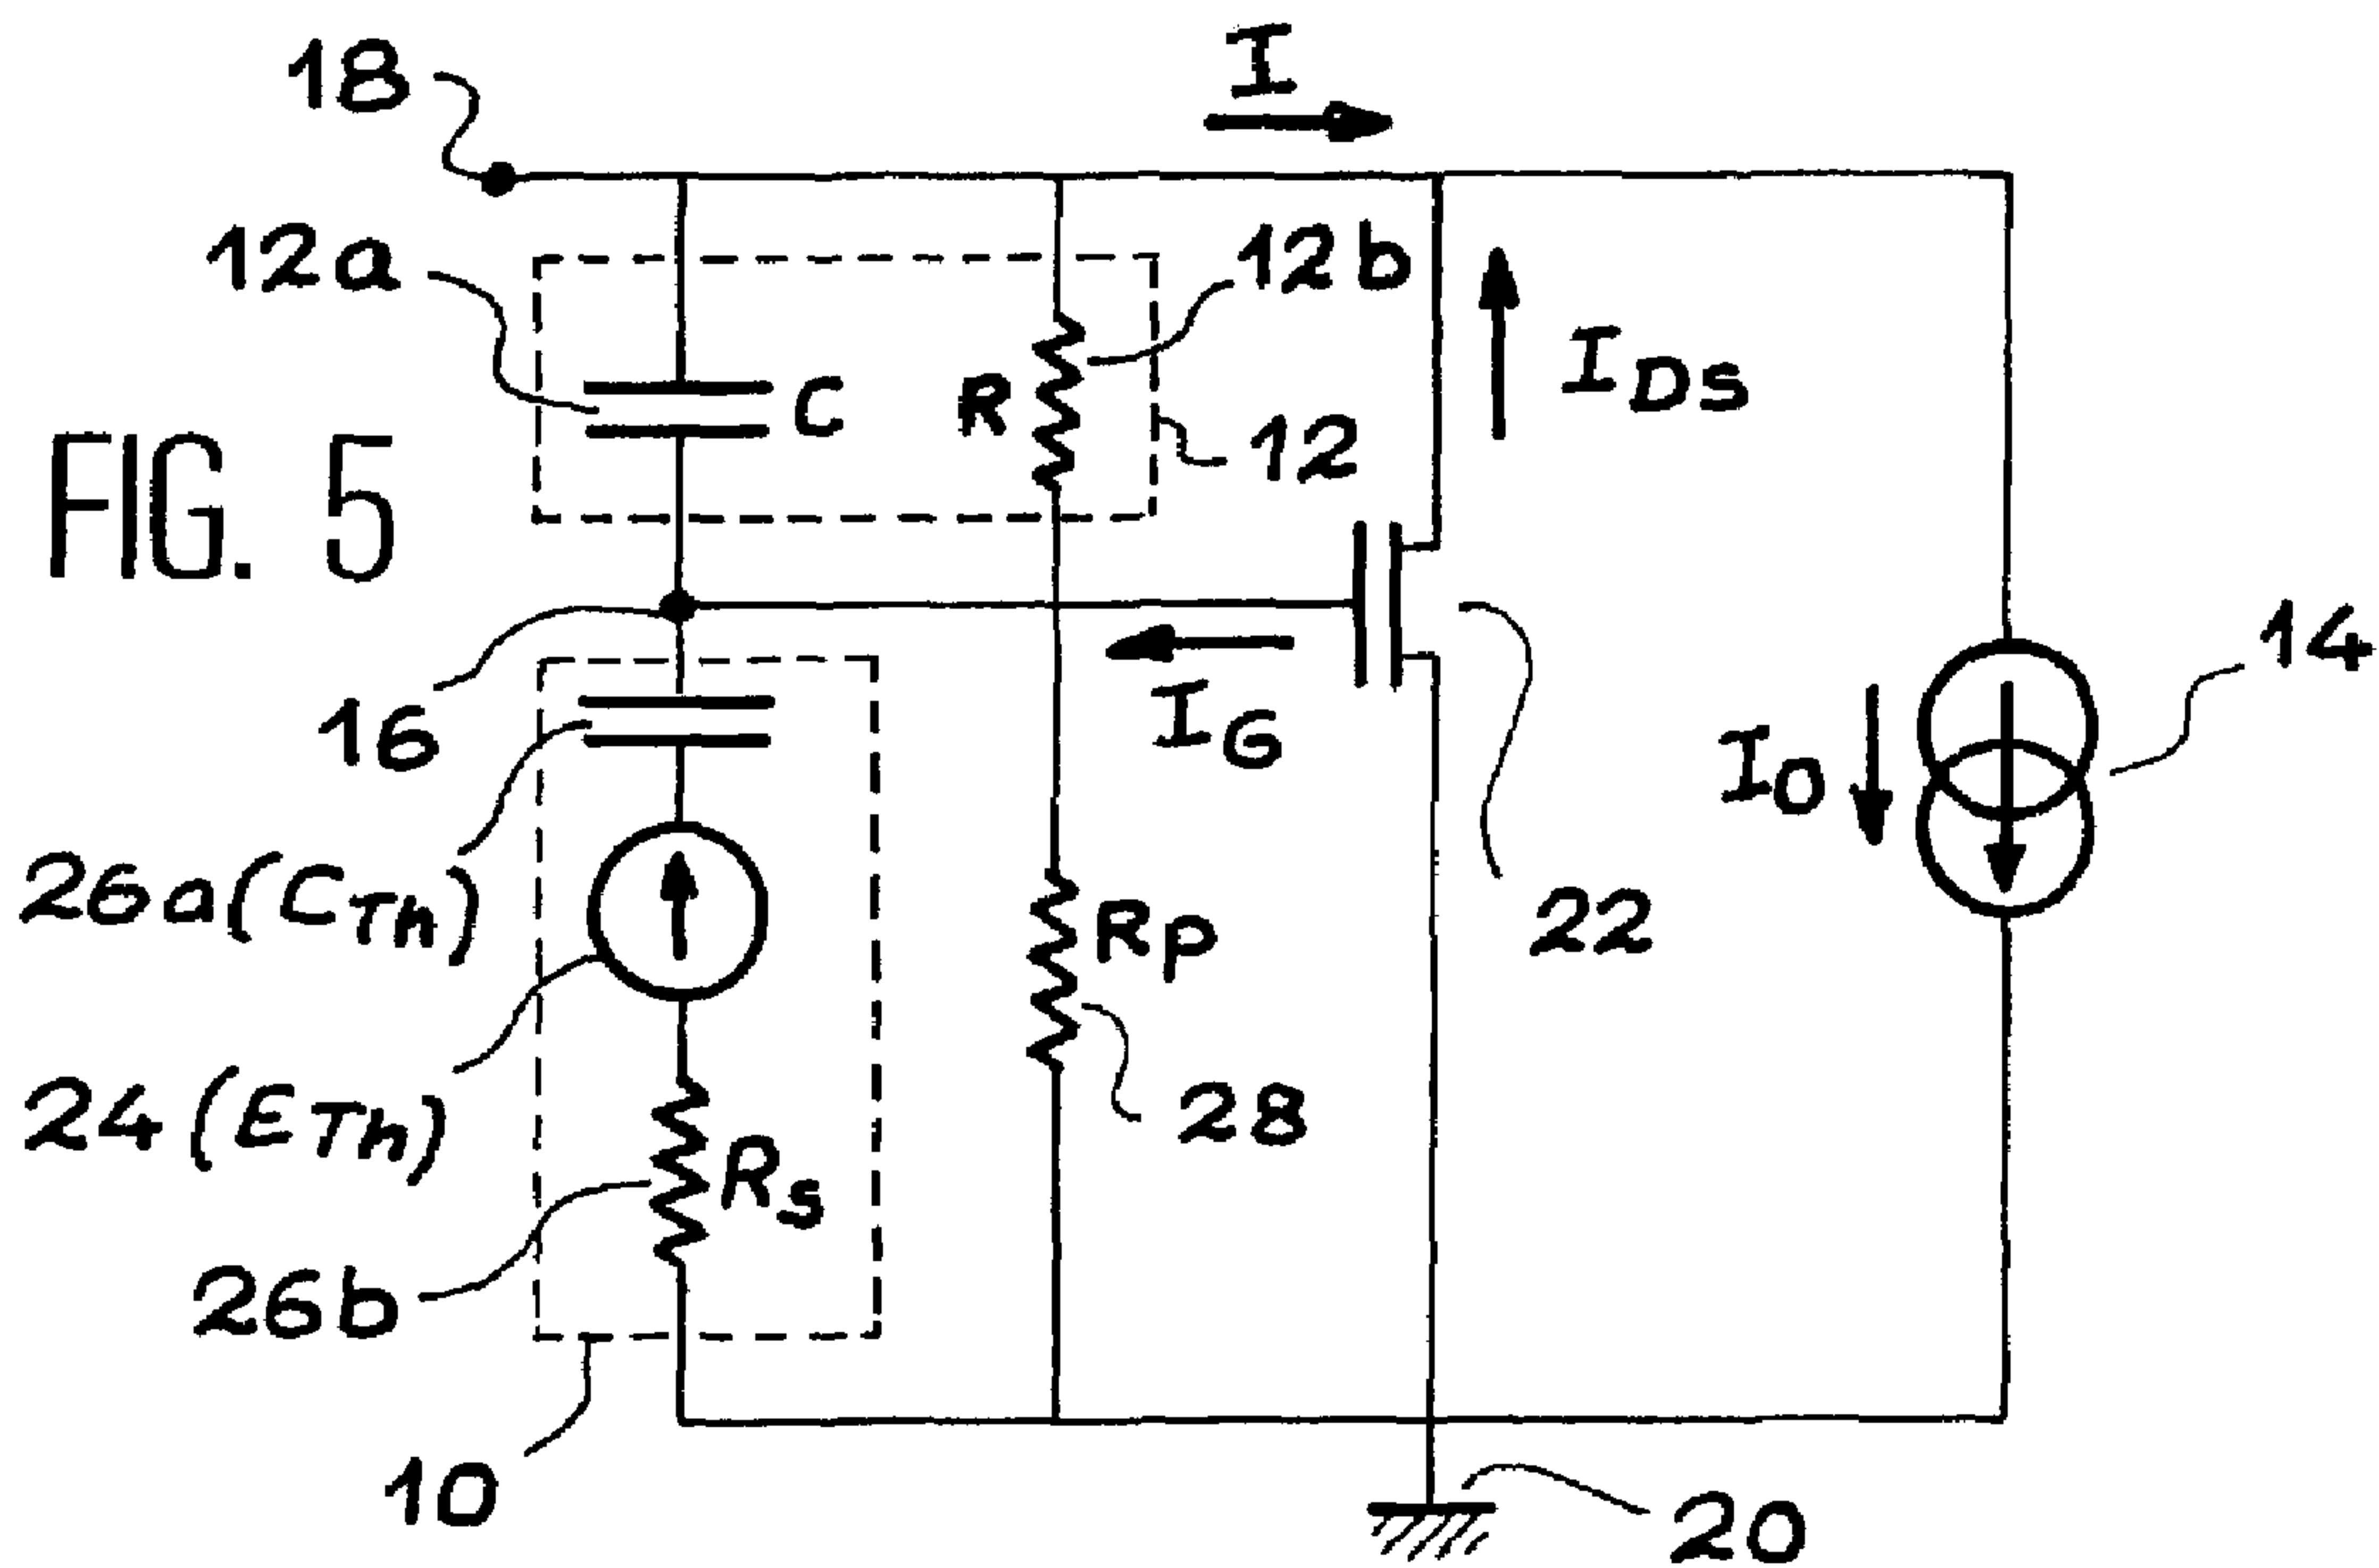 18
I
12a
12b
C
R
IDS
12
FIG. 5
16
IG
14
IO
26a(CTh)
RP
22
24(ETh)
28
RS
26b
10
20